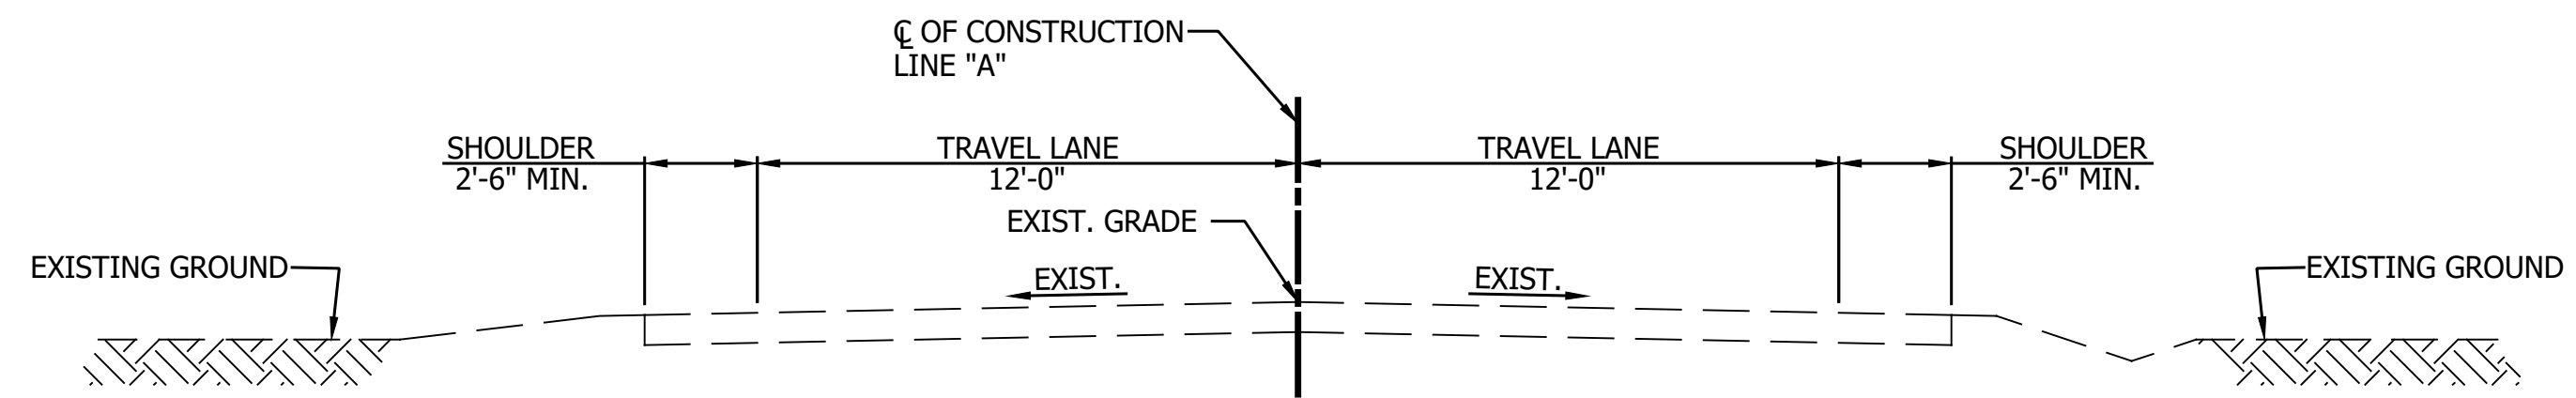 ℄ OF CONSTRUCTION
LINE "A"
SHOULDER
2'-6" MIN.
TRAVEL LANE
12'-0"
TRAVEL LANE
12'-0"
SHOULDER
2'-6" MIN.
EXIST. GRADE
EXISTING GROUND
EXIST.
EXIST.
EXISTING GROUND